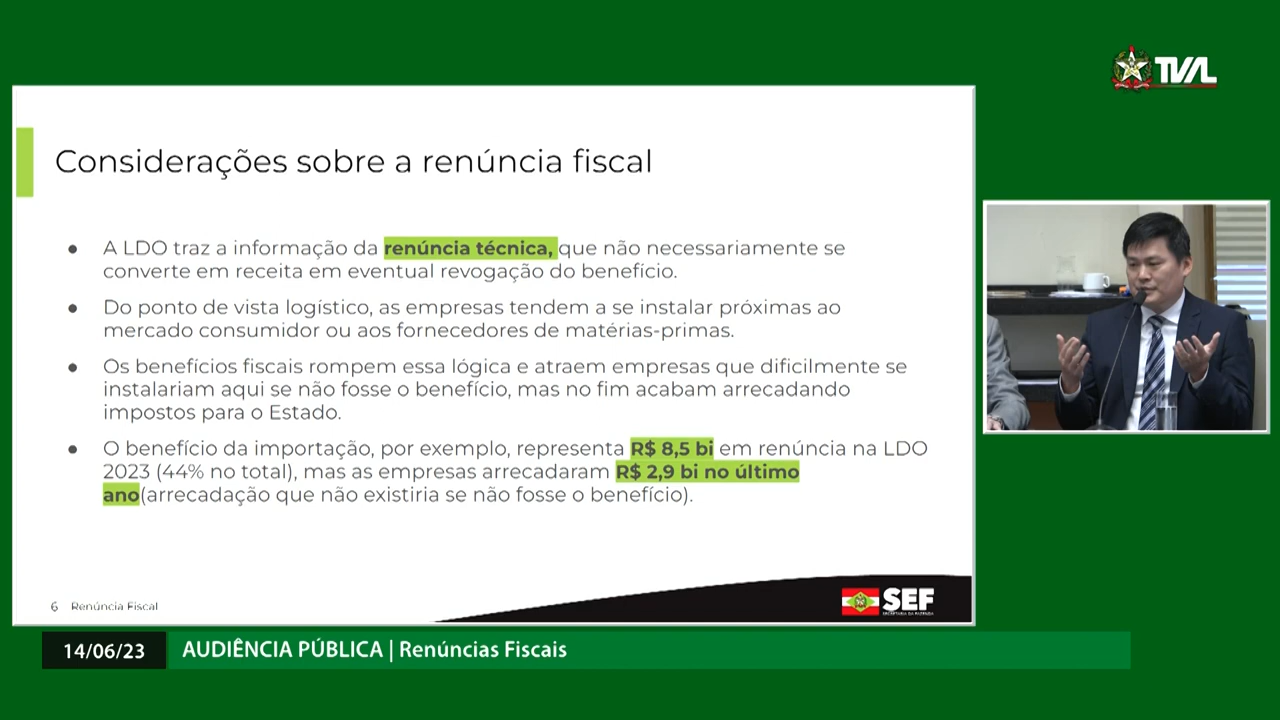 TVAL
Considerações sobre a renúncia fiscal
● A LDO traz a informação da renúncia técnica, que não necessariamente se
converte em receita em eventual revogação do benefício.
● Do ponto de vista logístico, as empresas tendem a se instalar próximas ao
mercado consumidor ou aos fornecedores de matérias-primas.
● Os benefícios fiscais rompem essa lógica e atraem empresas que dificilmente se
instalariam aqui se não fosse o benefício, mas no fim acabam arrecadando
impostos para o Estado.
● O benefício da importação, por exemplo, representa R$ 8,5 bi em renúncia na LDO
2023 (44% no total), mas as empresas arrecadaram R$ 2,9 bi no último
ano(arrecadação que não existiria se não fosse o benefício).
6 Renúncia Fiscal
SEF
SECRETARIA DA FAZENDA
14/06/23 AUDIÊNCIA PÚBLICA | Renúncias Fiscais